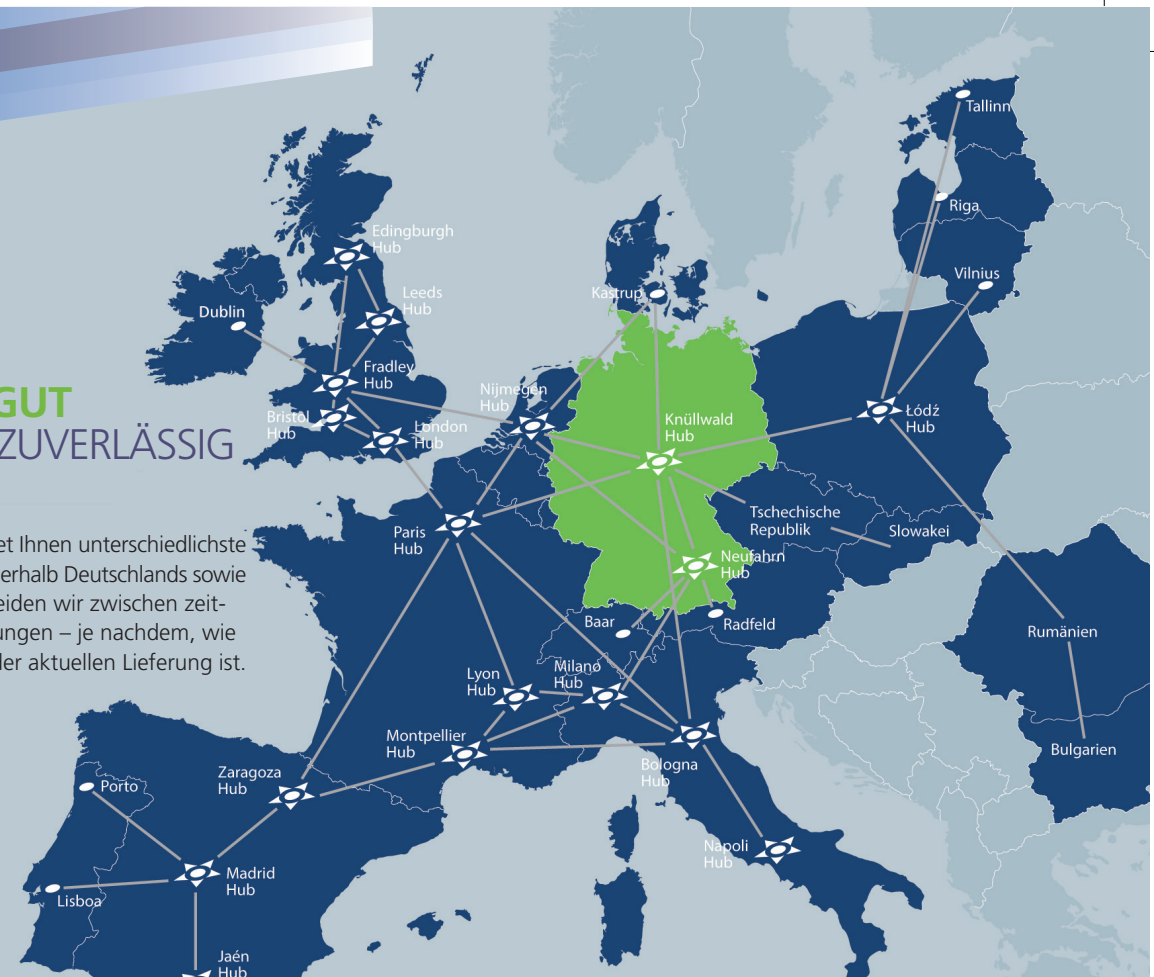 Tallinn
Riga
Edingburgh
Hub
Vilnius
Leeds
Hub
Kastrup
Dublin
Fradley
Hub
Nijmegen
Hub
GUT
ZUVERLÄSSIG
Bristol
Hub
London
Hub
Knüllwald
Hub
Łódź
Hub
Paris
Hub
Tschechische
Republik
Slowakei
et Ihnen unterschiedlichste
erhalb Deutschlands sowie
eiden wir zwischen zeit-
ungen – je nachdem, wie
der aktuellen Lieferung ist.
Neufahrn
Hub
Baar
Radfeld
Rumänien
Lyon
Hub
Milano
Hub
Montpellier
Hub
Bologna
Hub
Bulgarien
Zaragoza
Hub
Porto
Napoli
Hub
Madrid
Hub
Lisboa
Jaén
Hub